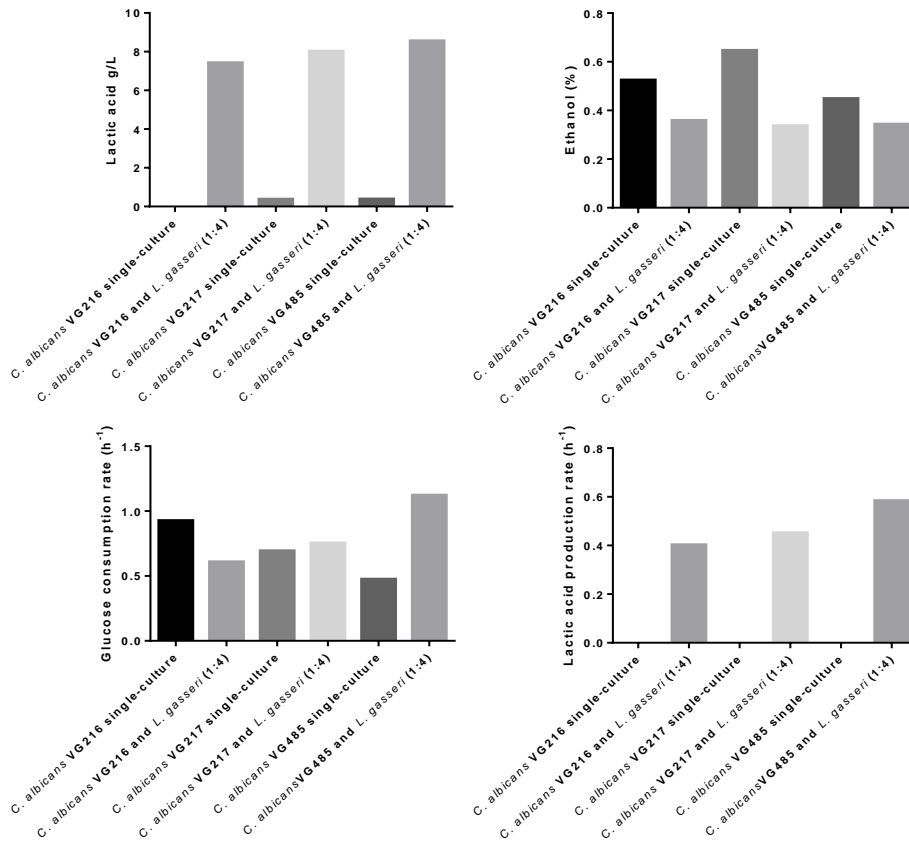 Lactic acid g/L
10
8
6
4
2
0
C. albicans VG216 single-culture
C. albicans VG216 and L. gasseri (1:4)
C. albicans VG217 single-culture
C. albicans VG217 and L. gasseri (1:4)
C. albicans VG485 single-culture
C. albicansVG485 and L. gasseri (1:4)
Ethanol (%)
0.8
0.6
0.4
0.2
0.0
C. albicans VG216 single-culture
C. albicans VG216 and L. gasseri (1:4)
C. albicans VG217 single-culture
C. albicans VG217 and L. gasseri (1:4)
C. albicans VG485 single-culture
C. albicansVG485 and L. gasseri (1:4)
Glucose consumption rate (h⁻¹)
1.5
1.0
0.5
0.0
C. albicans VG216 single-culture
C. albicans VG216 and L. gasseri (1:4)
C. albicans VG217 single-culture
C. albicans VG217 and L. gasseri (1:4)
C. albicans VG485 single-culture
C. albicansVG485 and L. gasseri (1:4)
Lactic acid production rate (h⁻¹)
0.8
0.6
0.4
0.2
0.0
C. albicans VG216 single-culture
C. albicans VG216 and L. gasseri (1:4)
C. albicans VG217 single-culture
C. albicans VG217 and L. gasseri (1:4)
C. albicans VG485 single-culture
C. albicansVG485 and L. gasseri (1:4)